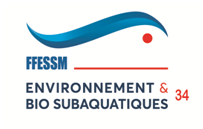 FFESSM
ENVIRONNEMENT &
BIO SUBAQUATIQUES 34